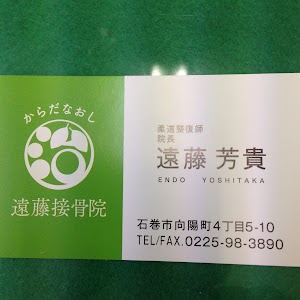 からだなおし
治
遠藤接骨院
柔道整復師
院長
遠藤 芳貴
ENDO YOSHITAKA
石巻市向陽町4丁目5-10
TEL/FAX.0225-98-3890